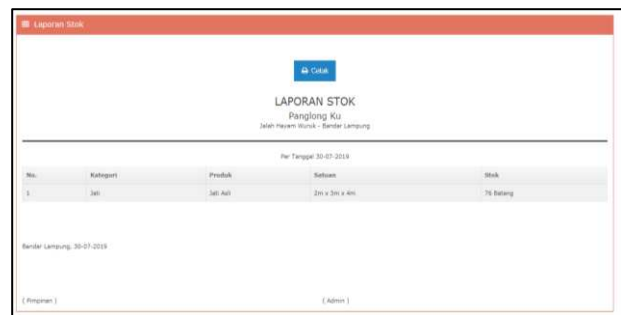 Laporan Stok
Cetak
LAPORAN STOK
Panglong Ku
Jalah Hayam Wuruk - Bandar Lampung
Per Tanggal 30-07-2019
No. Kategori Produk Satuan Stok
1 Jati Jati Asli 2m x 3m x 4m 76 Batang
Bandar Lampung, 30-07-2019
( Pimpinan ) ( Admin )